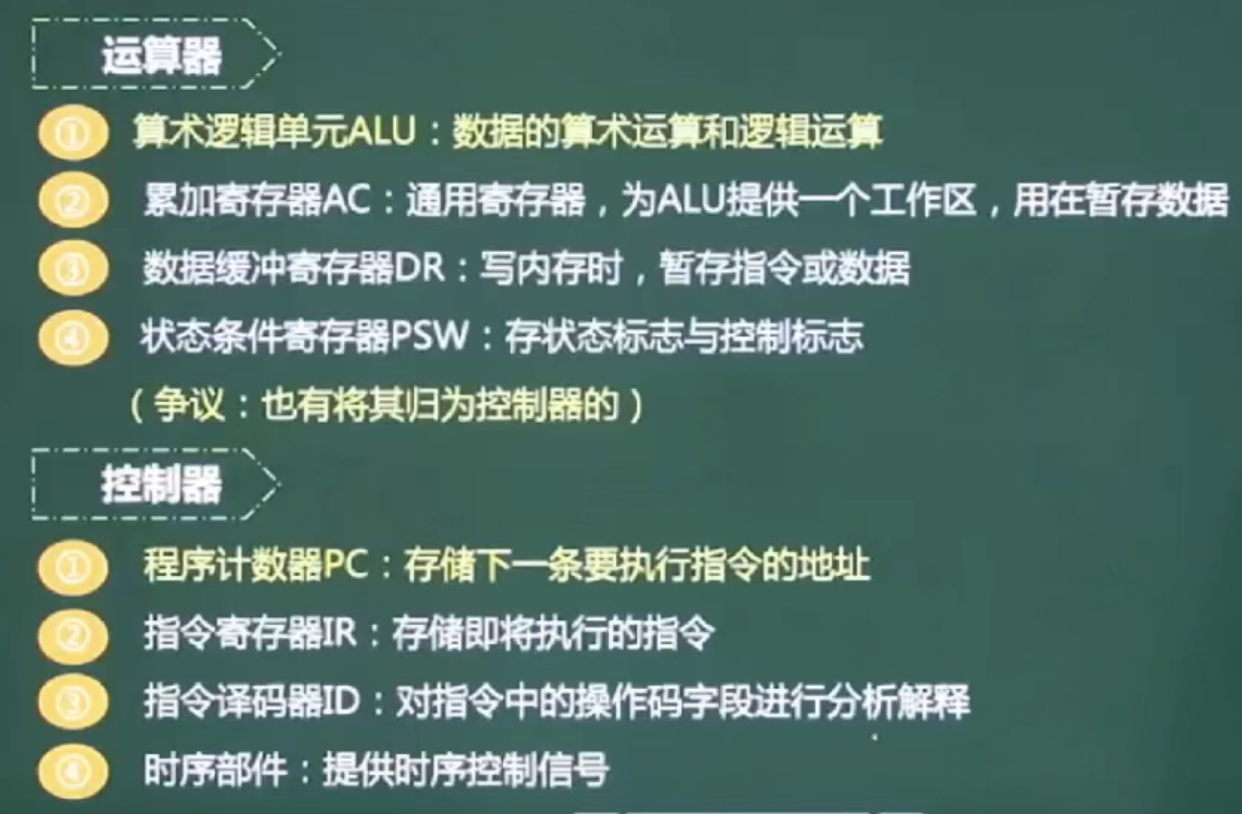 运算器
① 算术逻辑单元ALU：数据的算术运算和逻辑运算
② 累加寄存器AC：通用寄存器，为ALU提供一个工作区，用在暂存数据
③ 数据缓冲寄存器DR：写内存时，暂存指令或数据
④ 状态条件寄存器PSW：存状态标志与控制标志
（争议：也有将其归为控制器的）
控制器
① 程序计数器PC：存储下一条要执行指令的地址
② 指令寄存器IR：存储即将执行的指令
③ 指令译码器ID：对指令中的操作码字段进行分析解释
④ 时序部件：提供时序控制信号